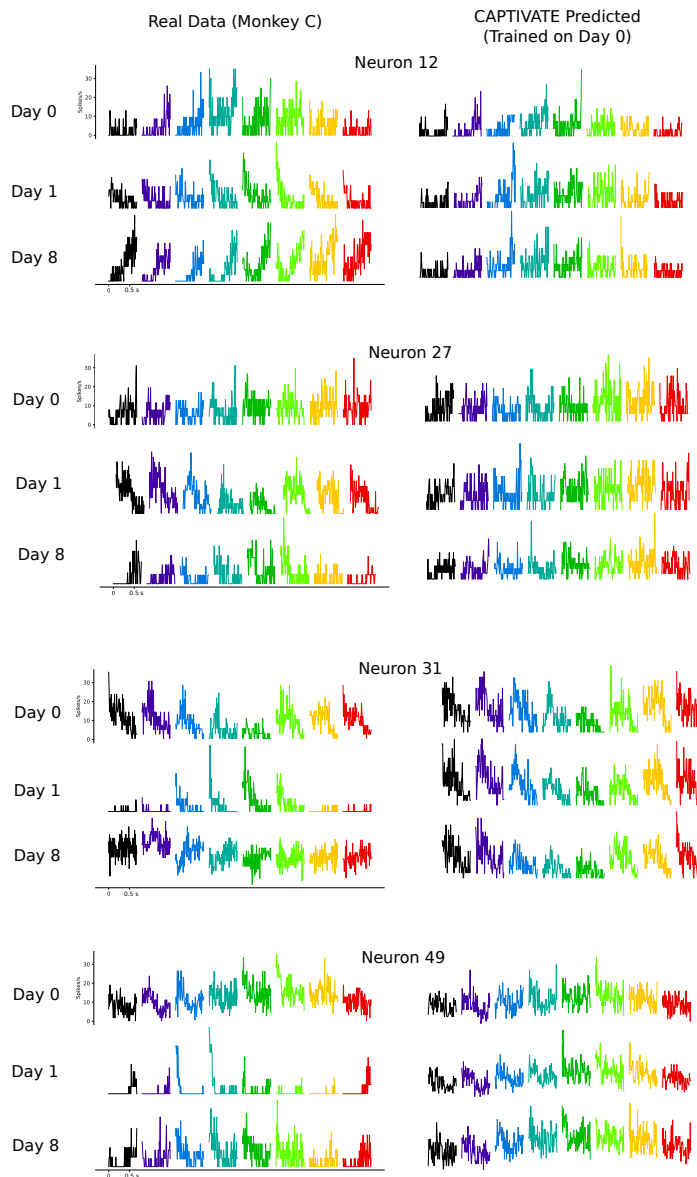 Real Data (Monkey C)
CAPTIVATE Predicted
(Trained on Day 0)
Neuron 12
Day 0
Spikes/s
30
20
10
0
Day 1
Day 8
0 0.5 s
Neuron 27
Day 0
Spikes/s
30
20
10
0
Day 1
Day 8
0 0.5 s
Neuron 31
Day 0
Spikes/s
30
20
10
0
Day 1
Day 8
0 0.5 s
Neuron 49
Day 0
Spikes/s
30
20
10
0
Day 1
Day 8
0 0.5 s